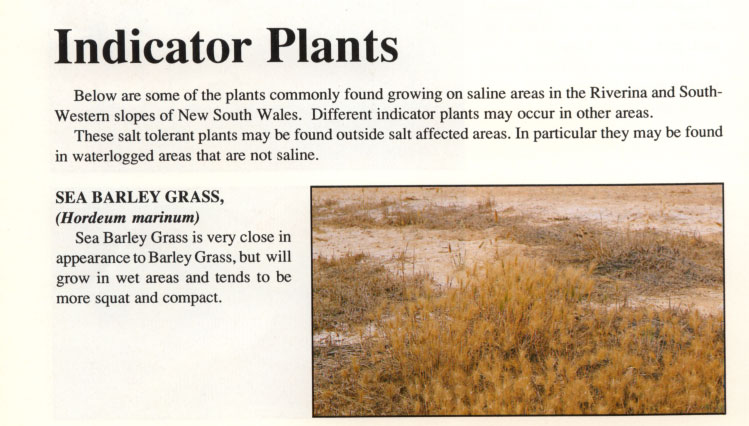 Indicator Plants
Below are some of the plants commonly found growing on saline areas in the Riverina and South-
Western slopes of New South Wales. Different indicator plants may occur in other areas.
These salt tolerant plants may be found outside salt affected areas. In particular they may be found
in waterlogged areas that are not saline.
SEA BARLEY GRASS,
(Hordeum marinum)
Sea Barley Grass is very close in
appearance to Barley Grass, but will
grow in wet areas and tends to be
more squat and compact.